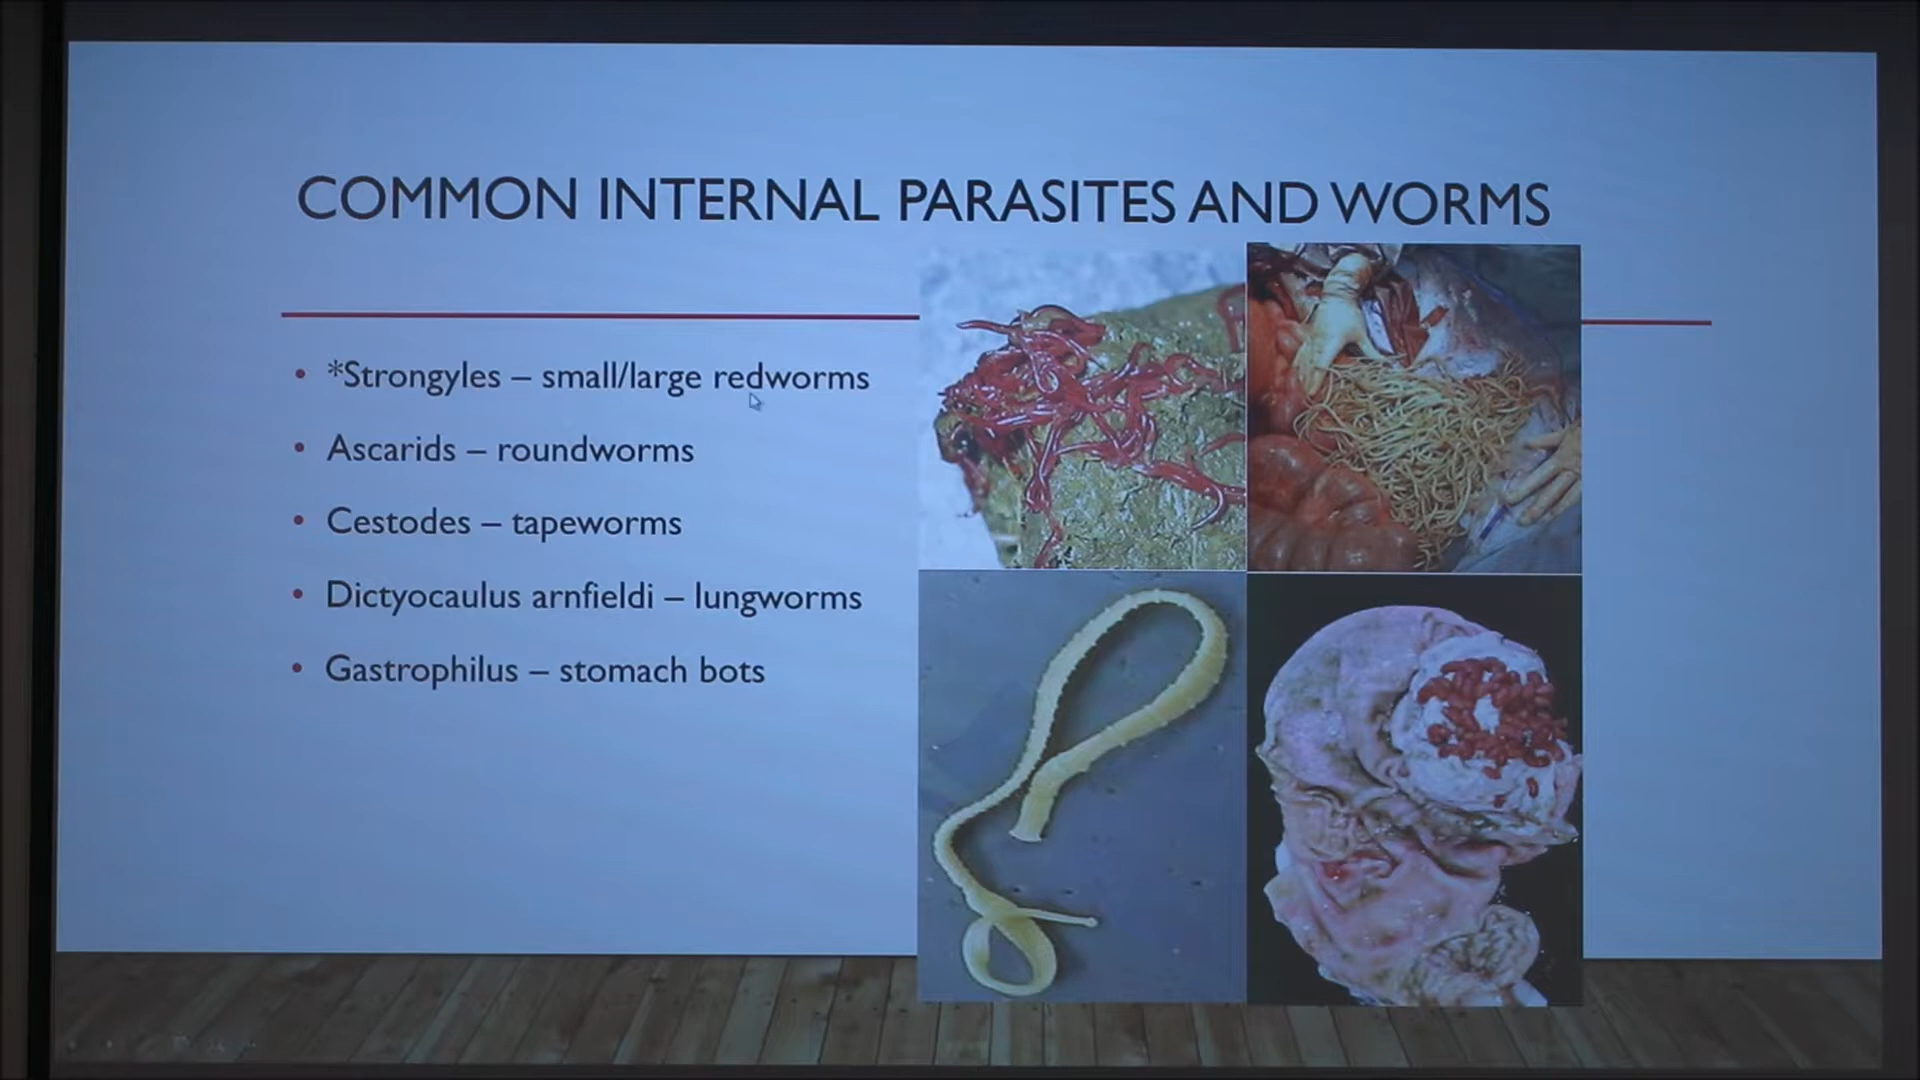 COMMON INTERNAL PARASITES AND WORMS
• *Strongyles – small/large redworms
• Ascarids – roundworms
• Cestodes – tapeworms
• Dictyocaulus arnfieldi – lungworms
• Gastrophilus – stomach bots